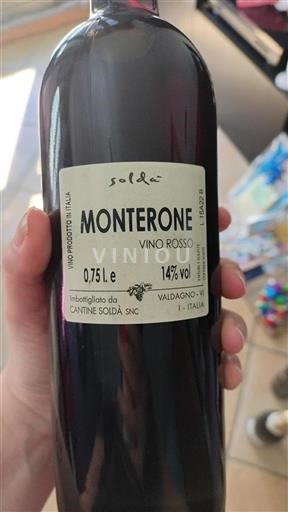 soldà
MONTERONE
VINO ROSSO
VINIOU
0,75 l. e 14% vol
Imbottigliato da
CANTINE SOLDÀ SNC
VALDAGNO - VI
I - ITALIA
VINO PRODOTTO IN ITALIA
L. 15A22 B